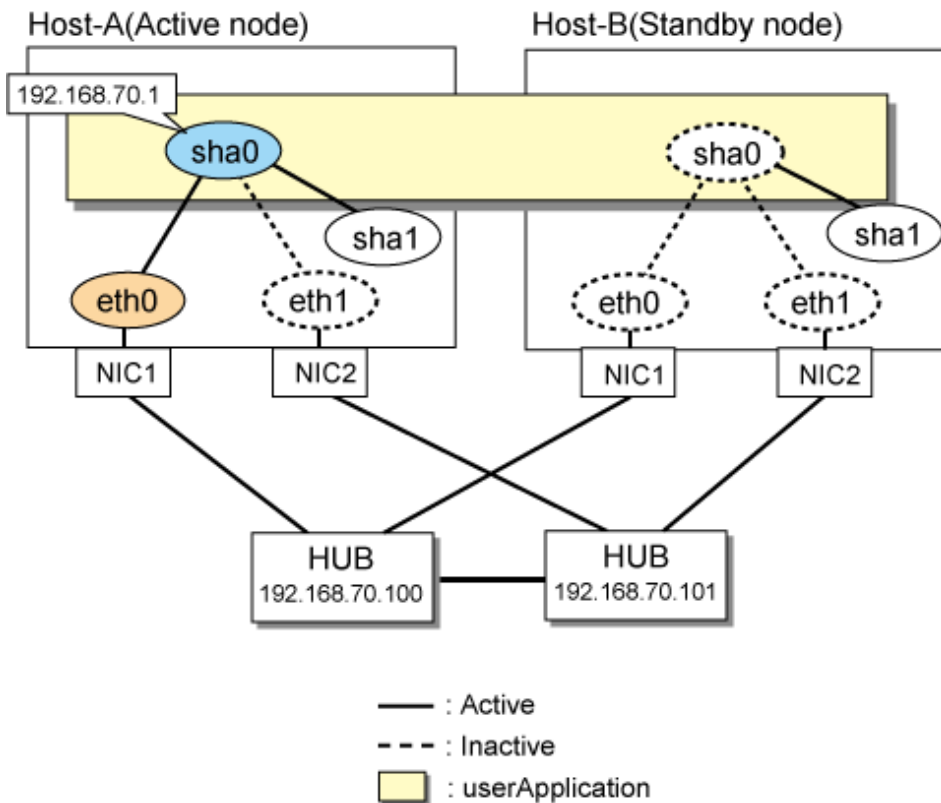 Host-A(Active node)
Host-B(Standby node)
192.168.70.1
sha0
sha0
sha1
sha1
eth0
eth1
eth0
eth1
NIC1
NIC2
NIC1
NIC2
HUB
192.168.70.100
HUB
192.168.70.101
: Active
: Inactive
: userApplication